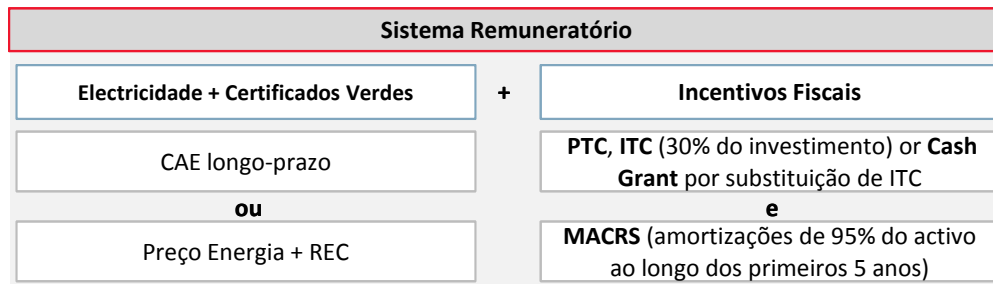 Sistema Remuneratório
Electricidade + Certificados Verdes
+
Incentivos Fiscais
CAE longo-prazo
PTC, ITC (30% do investimento) or Cash
Grant por substituição de ITC
ou
e
Preço Energia + REC
MACRS (amortizações de 95% do activo
ao longo dos primeiros 5 anos)